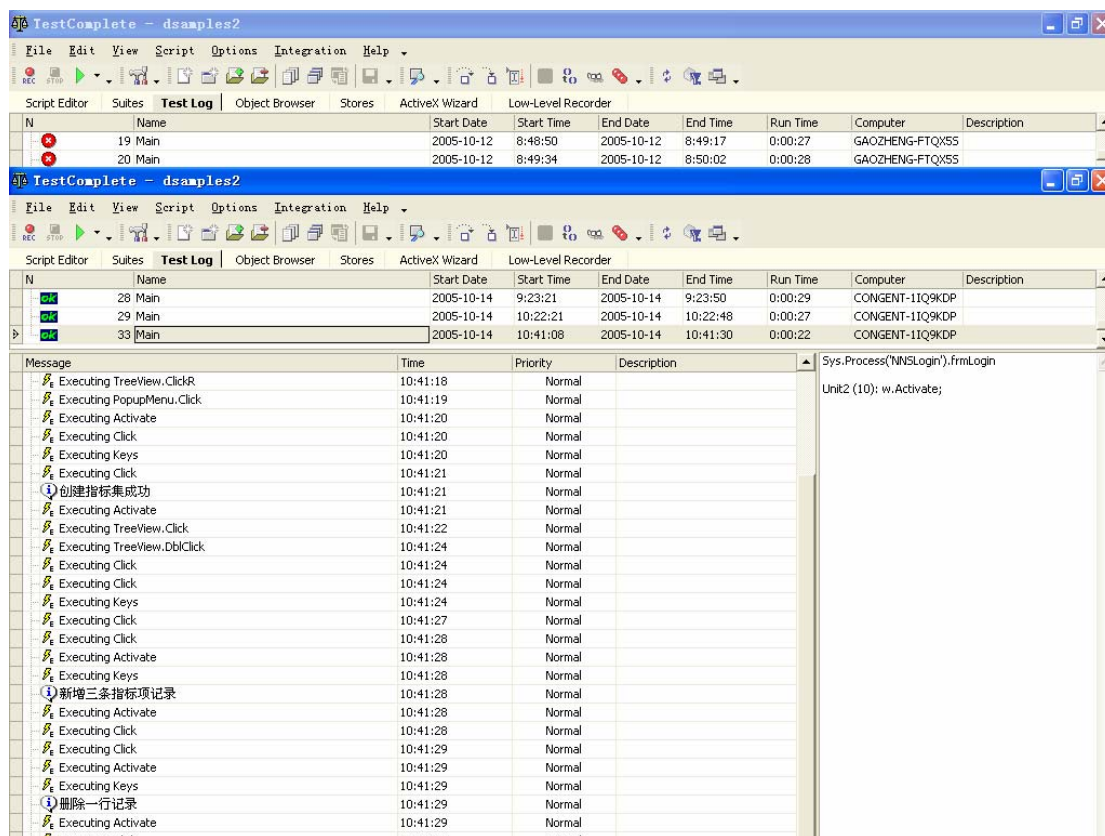 TestComplete - dsamples2
File Edit View Script Options Integration Help
REC STOP
Script Editor Suites Test Log Object Browser Stores ActiveX Wizard Low-Level Recorder
N Name Start Date Start Time End Date End Time Run Time Computer Description
19 Main 2005-10-12 8:48:50 2005-10-12 8:49:17 0:00:27 GAOZHENG-FTQX5S
20 Main 2005-10-12 8:49:34 2005-10-12 8:50:02 0:00:28 GAOZHENG-FTQX5S
TestComplete - dsamples2
File Edit View Script Options Integration Help
REC STOP
Script Editor Suites Test Log Object Browser Stores ActiveX Wizard Low-Level Recorder
N Name Start Date Start Time End Date End Time Run Time Computer Description
ok 28 Main 2005-10-14 9:23:21 2005-10-14 9:23:50 0:00:29 CONGENT-1IQ9KDP
ok 29 Main 2005-10-14 10:22:21 2005-10-14 10:22:48 0:00:27 CONGENT-1IQ9KDP
ok 33 Main 2005-10-14 10:41:08 2005-10-14 10:41:30 0:00:22 CONGENT-1IQ9KDP
Message Time Priority Description
Executing TreeView.ClickR 10:41:18 Normal
Executing PopupMenu.Click 10:41:19 Normal
Executing Activate 10:41:20 Normal
Executing Click 10:41:20 Normal
Executing Keys 10:41:20 Normal
Executing Click 10:41:21 Normal
创建指标集成功 10:41:21 Normal
Executing Activate 10:41:21 Normal
Executing TreeView.Click 10:41:22 Normal
Executing TreeView.DblClick 10:41:24 Normal
Executing Click 10:41:24 Normal
Executing Click 10:41:24 Normal
Executing Keys 10:41:24 Normal
Executing Click 10:41:27 Normal
Executing Click 10:41:28 Normal
Executing Activate 10:41:28 Normal
Executing Keys 10:41:28 Normal
新增三条指标项记录 10:41:28 Normal
Executing Activate 10:41:28 Normal
Executing Click 10:41:28 Normal
Executing Click 10:41:29 Normal
Executing Activate 10:41:29 Normal
Executing Keys 10:41:29 Normal
删除一行记录 10:41:29 Normal
Executing Activate 10:41:29 Normal
Sys.Process('NNSLogin').frmLogin
Unit2 (10): w.Activate;